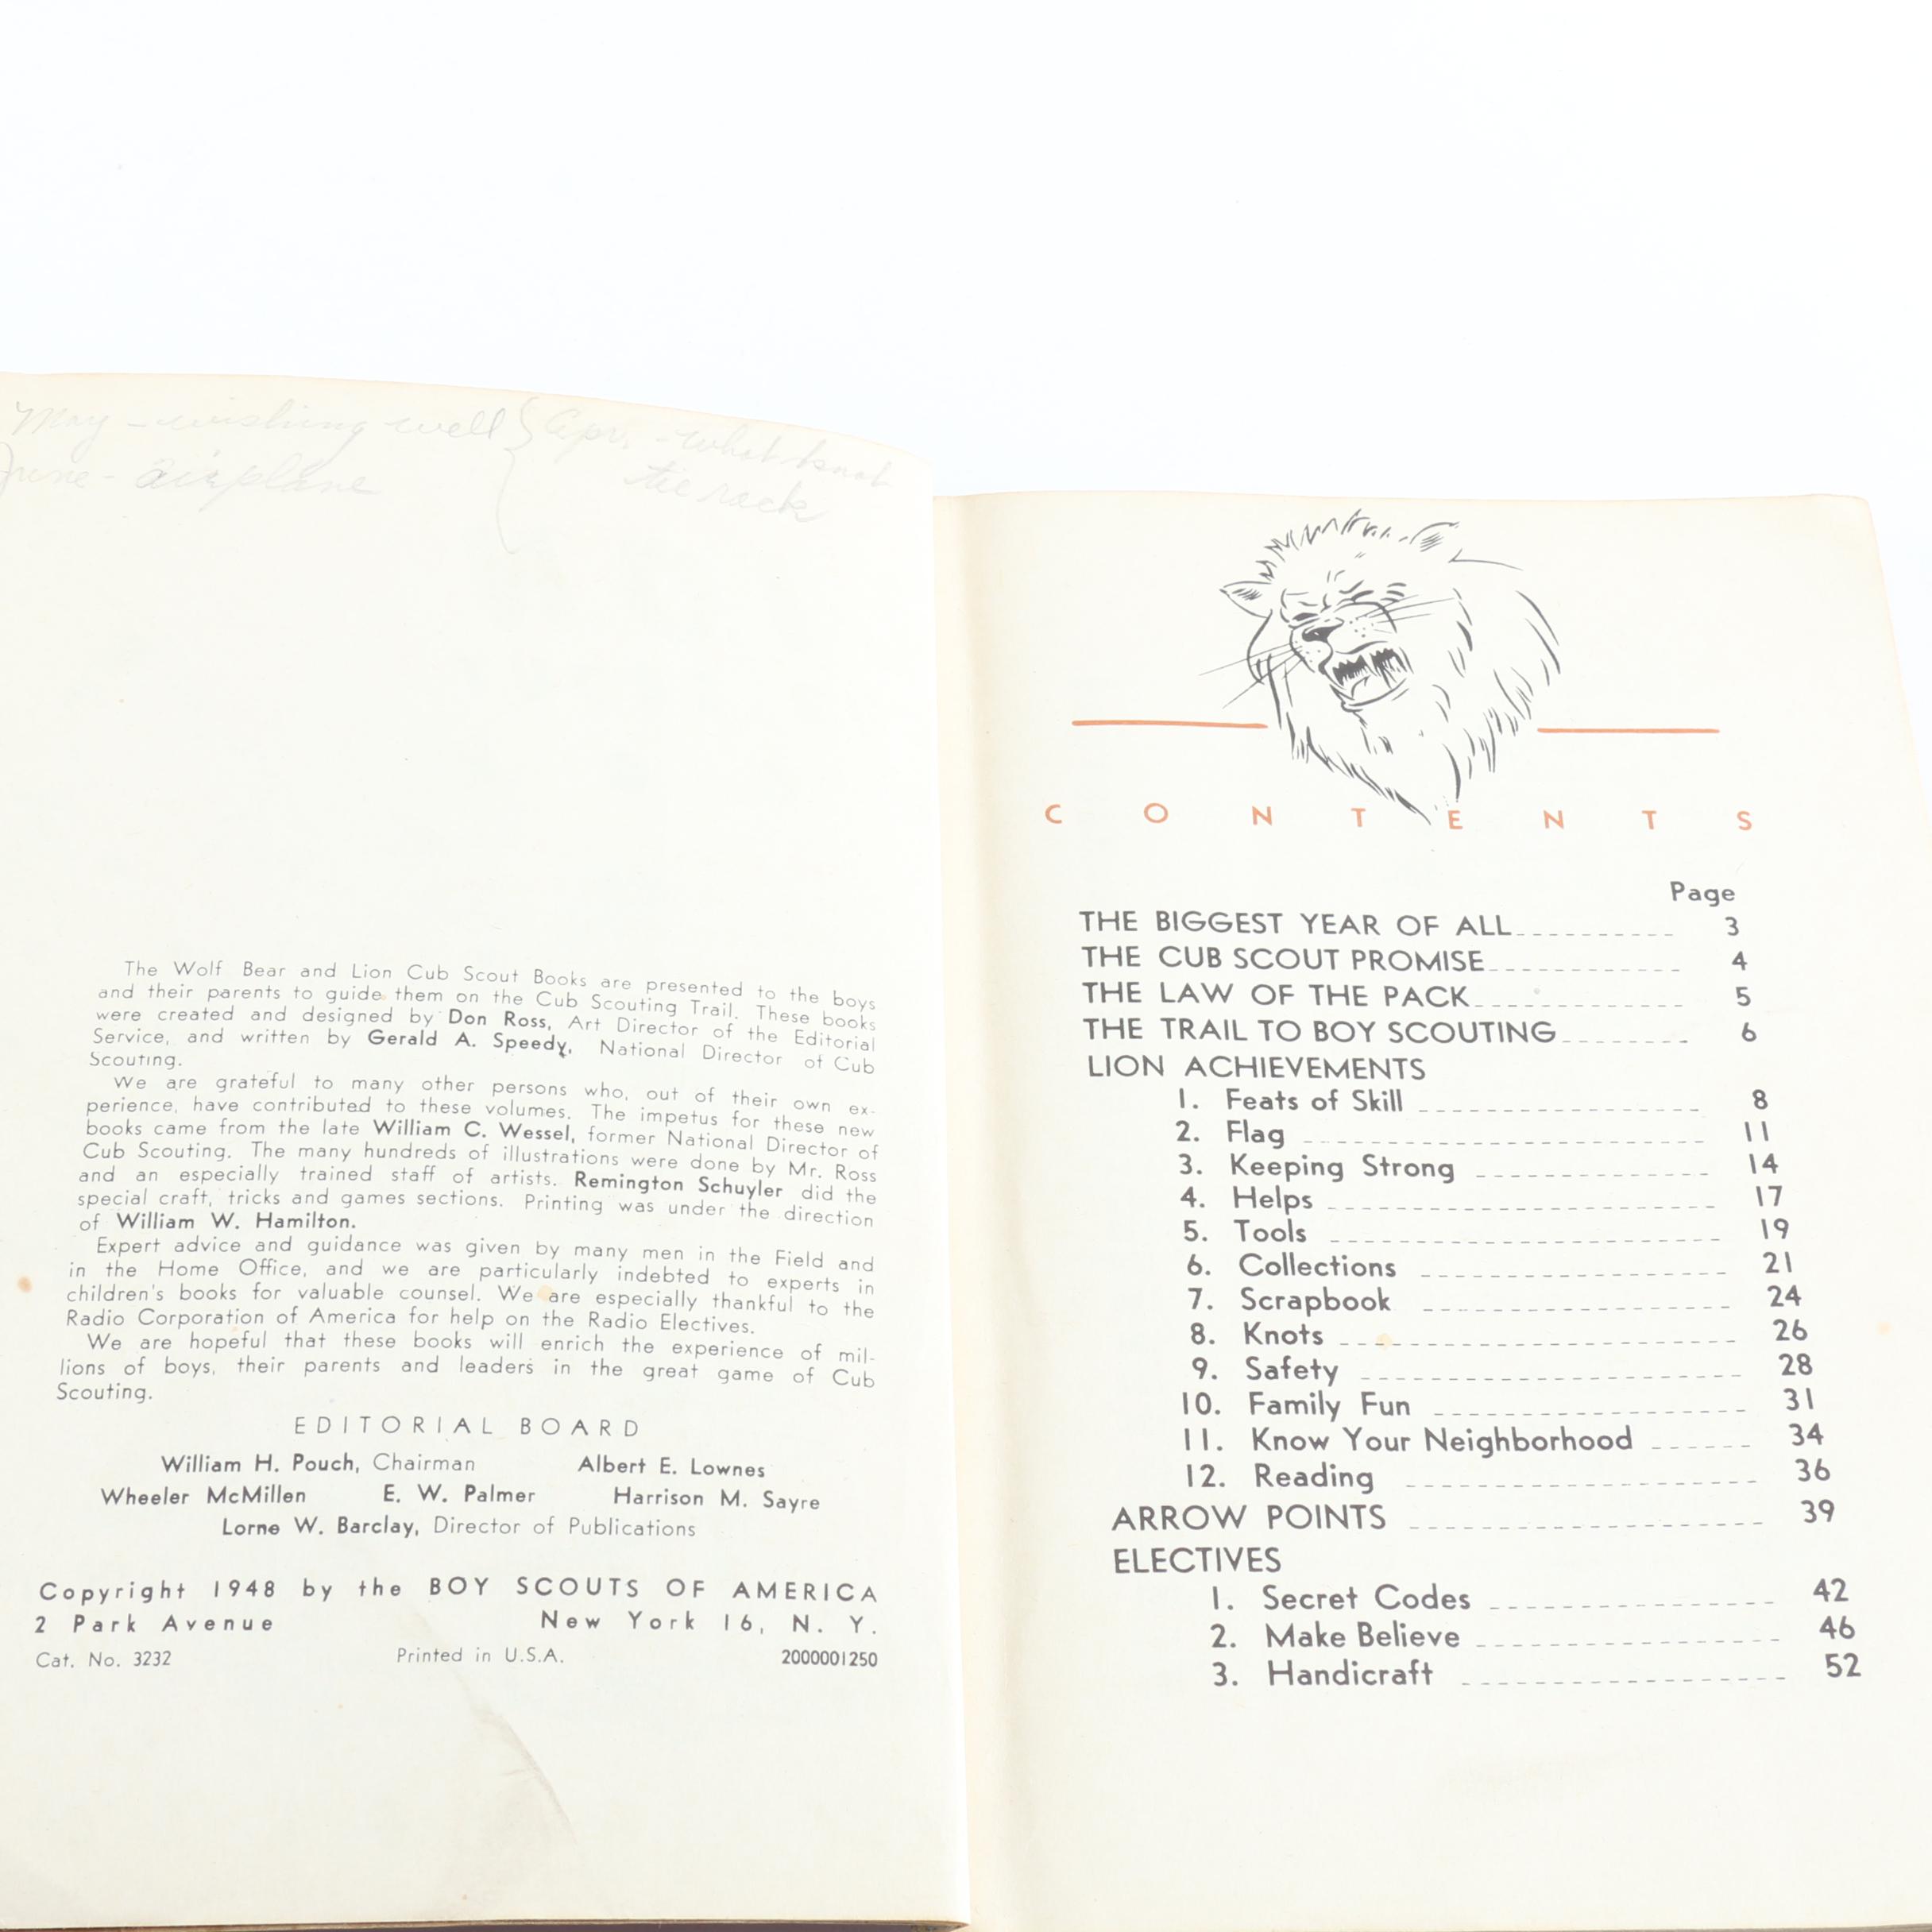 May - wishing well } Apr. - what knot
June - airplane tie rack
The Wolf Bear and Lion Cub Scout Books are presented to the boys
and their parents to guide them on the Cub Scouting Trail. These books
were created and designed by Don Ross, Art Director of the Editorial
Service, and written by Gerald A. Speedy, National Director of Cub
Scouting.
We are grateful to many other persons who, out of their own ex-
perience, have contributed to these volumes. The impetus for these new
books came from the late William C. Wessel, former National Director of
Cub Scouting. The many hundreds of illustrations were done by Mr. Ross
and an especially trained staff of artists. Remington Schuyler did the
special craft, tricks and games sections. Printing was under the direction
of William W. Hamilton.
Expert advice and guidance was given by many men in the Field and
in the Home Office, and we are particularly indebted to experts in
children's books for valuable counsel. We are especially thankful to the
Radio Corporation of America for help on the Radio Electives.
We are hopeful that these books will enrich the experience of mil-
lions of boys, their parents and leaders in the great game of Cub
Scouting.
EDITORIAL BOARD
William H. Pouch, Chairman Albert E. Lownes
Wheeler McMillen E. W. Palmer Harrison M. Sayre
Lorne W. Barclay, Director of Publications
Copyright 1948 by the BOY SCOUTS OF AMERICA
2 Park Avenue New York 16, N. Y.
Cat. No. 3232 Printed in U.S.A. 2000001250
CONTENTS
Page
THE BIGGEST YEAR OF ALL 3
THE CUB SCOUT PROMISE 4
THE LAW OF THE PACK 5
THE TRAIL TO BOY SCOUTING 6
LION ACHIEVEMENTS
1. Feats of Skill 8
2. Flag 11
3. Keeping Strong 14
4. Helps 17
5. Tools 19
6. Collections 21
7. Scrapbook 24
8. Knots 26
9. Safety 28
10. Family Fun 31
11. Know Your Neighborhood 34
12. Reading 36
ARROW POINTS 39
ELECTIVES
1. Secret Codes 42
2. Make Believe 46
3. Handicraft 52